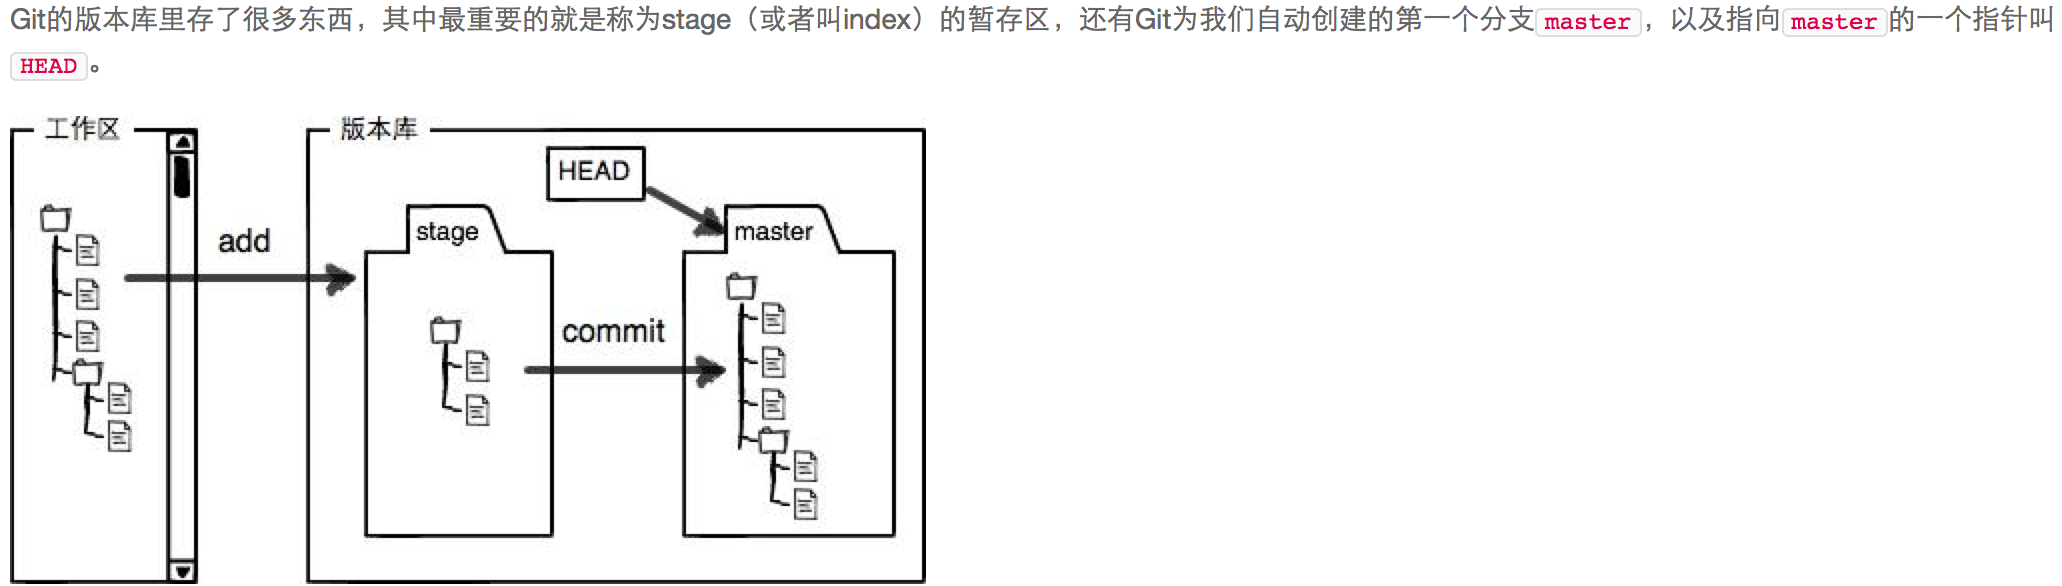 Git的版本库里存了很多东西，其中最重要的就是称为stage（或者叫index）的暂存区，还有Git为我们自动创建的第一个分支master，以及指向master的一个指针叫
HEAD。
工作区
版本库
HEAD
stage
master
add
commit